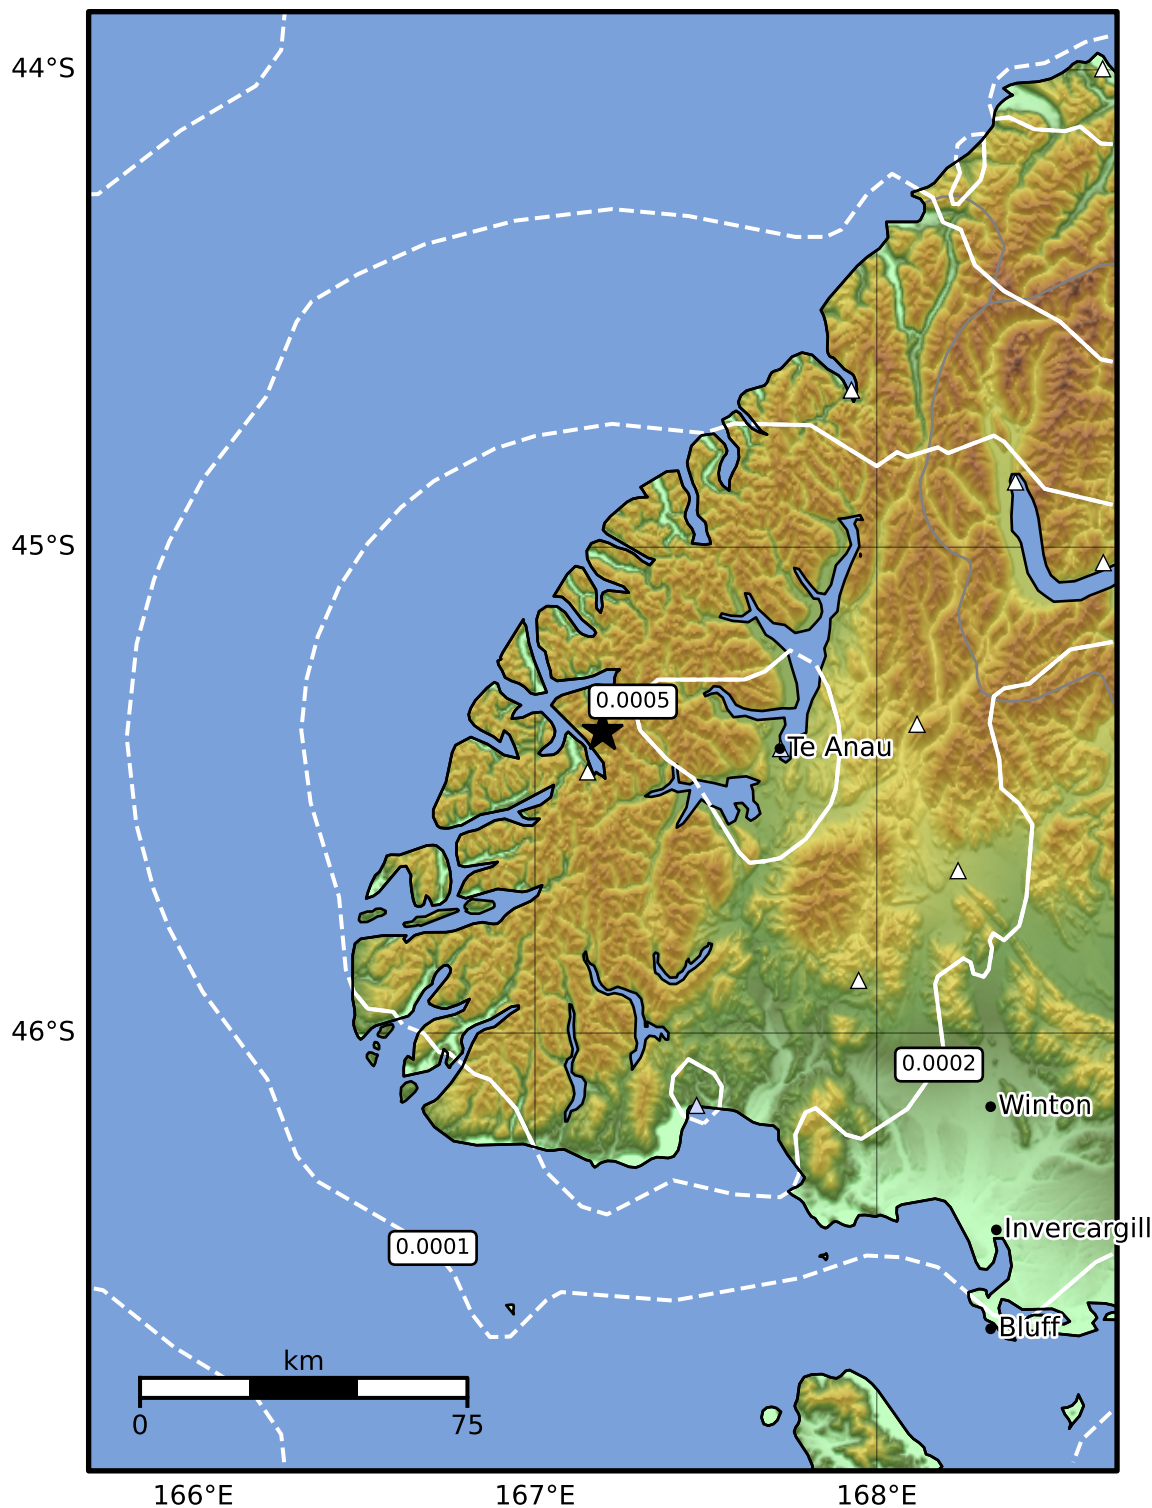 44°S
45°S
0.0005
Te Anau
46°S
0.0002
Winton
Invercargill
0.0001
Bluff
km
0
75
166°E
167°E
168°E